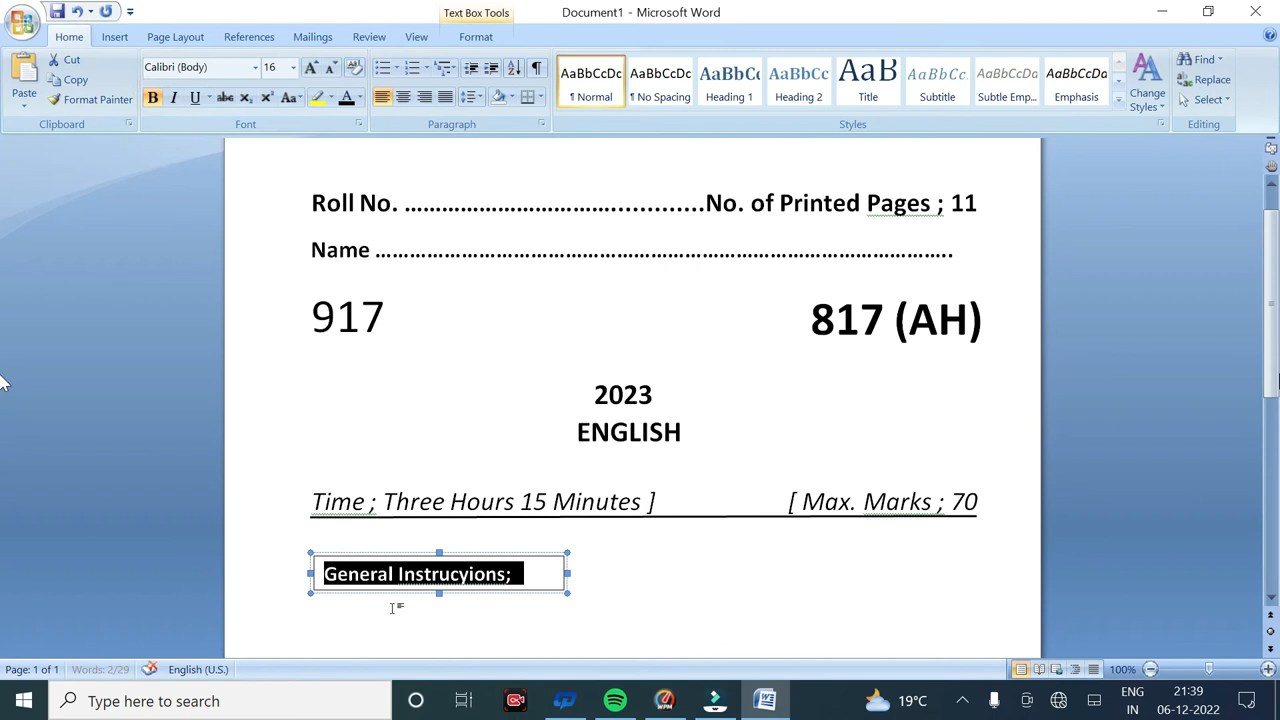 Text Box Tools
Document1 - Microsoft Word
Home Insert Page Layout References Mailings Review View Format
Paste
Cut
Copy
Format Painter
Clipboard
Calibri (Body) 16
Font
Paragraph
AaBbCcDc AaBbCcDc AaBbCc AaBbCc AaB AaBbCc. AaBbCcDa AaBbCcDc
¶ Normal ¶ No Spacing Heading 1 Heading 2 Title Subtitle Subtle Emp... Emphasis
Styles
Change Styles
Find
Replace
Select
Editing
Roll No. …………………………….............No. of Printed Pages ; 11
Name ………………………………………………………………………………………..
917 817 (AH)
2023
ENGLISH
Time ; Three Hours 15 Minutes ] [ Max. Marks ; 70
General Instrucyions;
Page: 1 of 1 Words: 2/29 English (U.S.) 100%
Type here to search
WPM
19°C
ENG
IN
21:39
06-12-2022